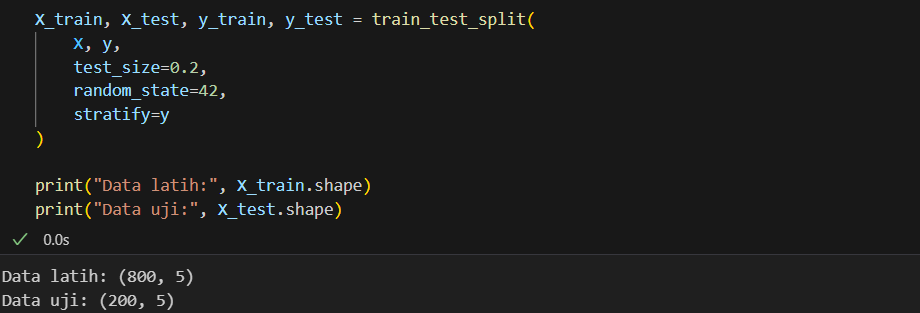 X_train, X_test, y_train, y_test = train_test_split(
    X, y,
    test_size=0.2,
    random_state=42,
    stratify=y
)
print("Data latih:", X_train.shape)
print("Data uji:", X_test.shape)
✓ 0.0s
Data latih: (800, 5)
Data uji: (200, 5)